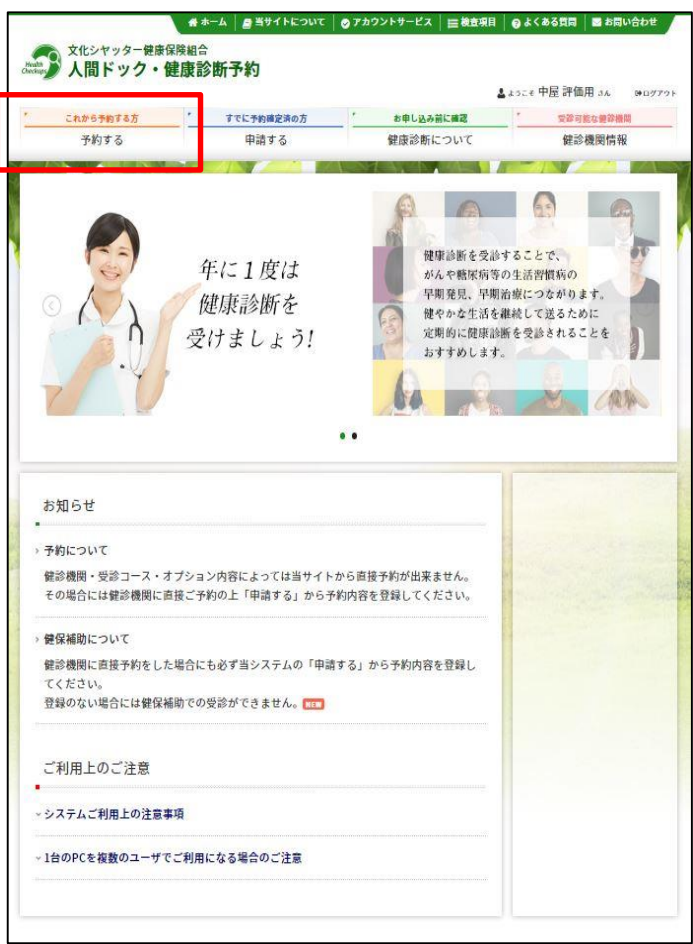 ホーム 当サイトについて アカウントサービス 検査項目 よくある質問 お問い合わせ
Health Checkups
文化シヤッター健康保険組合
人間ドック・健康診断予約
ようこそ 中屋 評価用 さん ログアウト
これから予約する方 すでに予約確定済の方 お申し込み前に確認 受診可能な健診機関
予約する 申請する 健康診断について 健診機関情報
年に1度は
健康診断を
受けましょう!
健康診断を受診することで、
がんや糖尿病等の生活習慣病の
早期発見、早期治療につながります。
健やかな生活を継続して送るために
定期的に健康診断を受診されることを
おすすめします。
お知らせ
予約について
健診機関・受診コース・オプション内容によっては当サイトから直接予約が出来ません。
その場合には健診機関に直接ご予約の上「申請する」から予約内容を登録してください。
健保補助について
健診機関に直接予約をした場合にも必ず当システムの「申請する」から予約内容を登録し
てください。
登録のない場合には健保補助での受診ができません。 NEW
ご利用上のご注意
システムご利用上の注意事項
1台のPCを複数のユーザでご利用になる場合のご注意